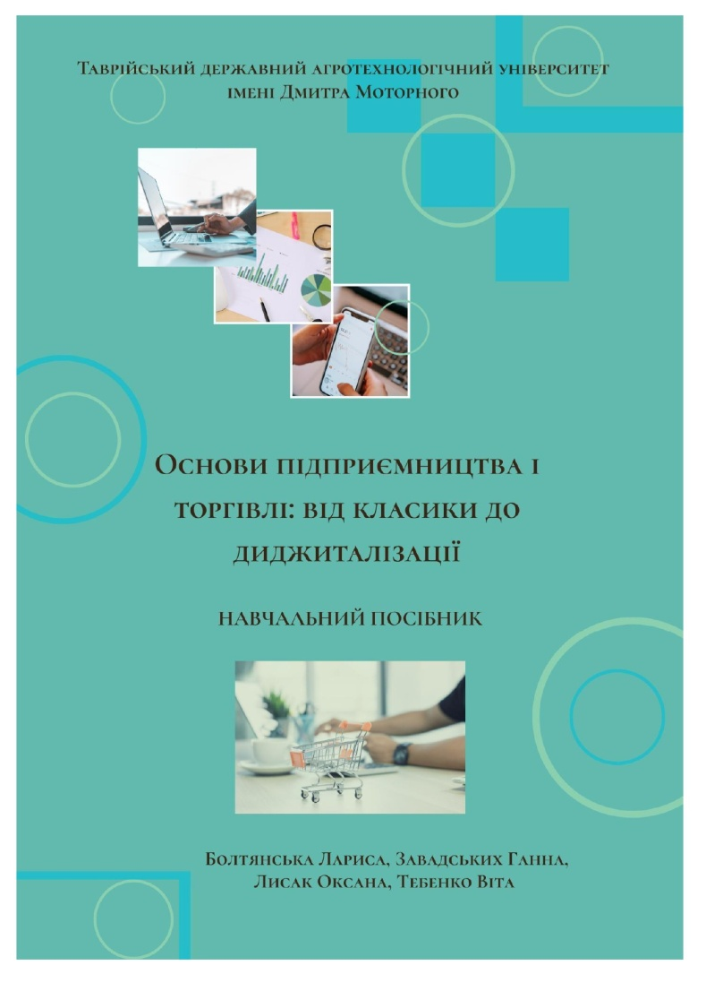 Таврійський державний агротехнологічний університет
імені Дмитра Моторного
Основи підприємництва і
торгівлі: від класики до
диджиталізації
НАВЧАЛЬНИЙ ПОСІБНИК
Болтянська Лариса, Завадських Ганна,
Лисак Оксана, Тебенко Віта